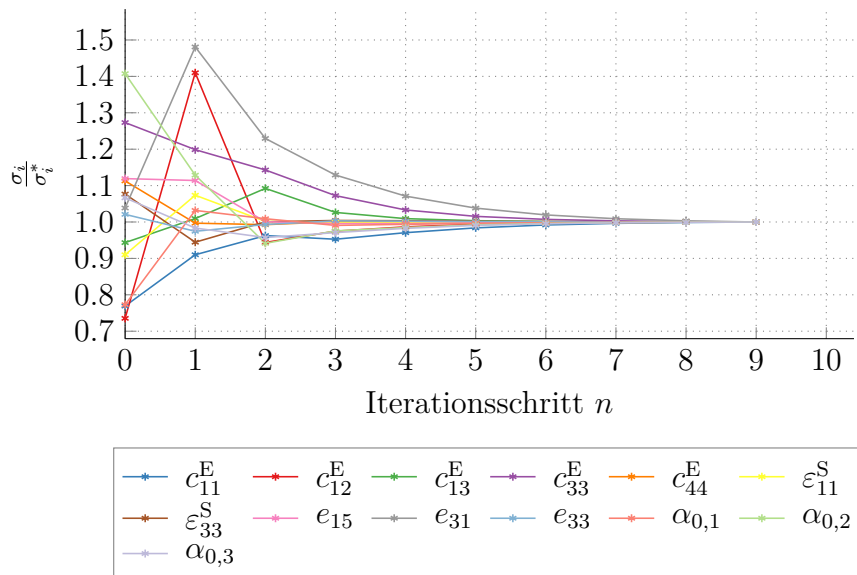 1.5
1.4
1.3
1.2
1.1
1.0
0.9
0.8
0.7
σᵢ/σᵢ*
0 1 2 3 4 5 6 7 8 9 10
Iterationsschritt n
c₁₁ᴱ c₁₂ᴱ c₁₃ᴱ c₃₃ᴱ c₄₄ᴱ ε₁₁ˢ
ε₃₃ˢ e₁₅ e₃₁ e₃₃ α₀,₁ α₀,₂
α₀,₃